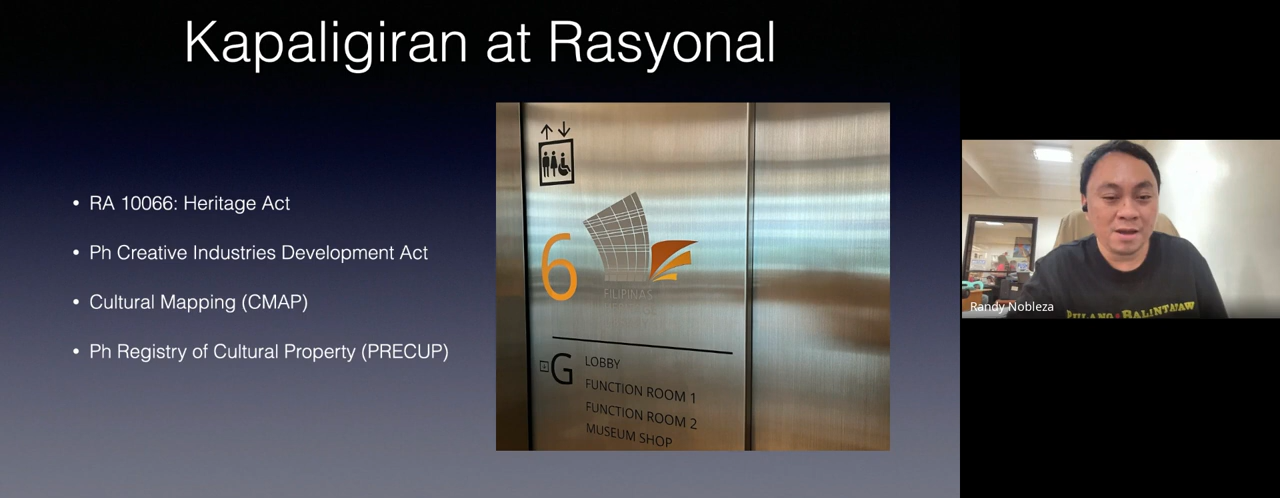 Kapaligiran at Rasyonal
• RA 10066: Heritage Act
• Ph Creative Industries Development Act
• Cultural Mapping (CMAP)
• Ph Registry of Cultural Property (PRECUP)
6
FILIPINAS
G
LOBBY
FUNCTION ROOM 1
FUNCTION ROOM 2
MUSEUM SHOP
Randy Nobleza
PULANG BALINTAWAW